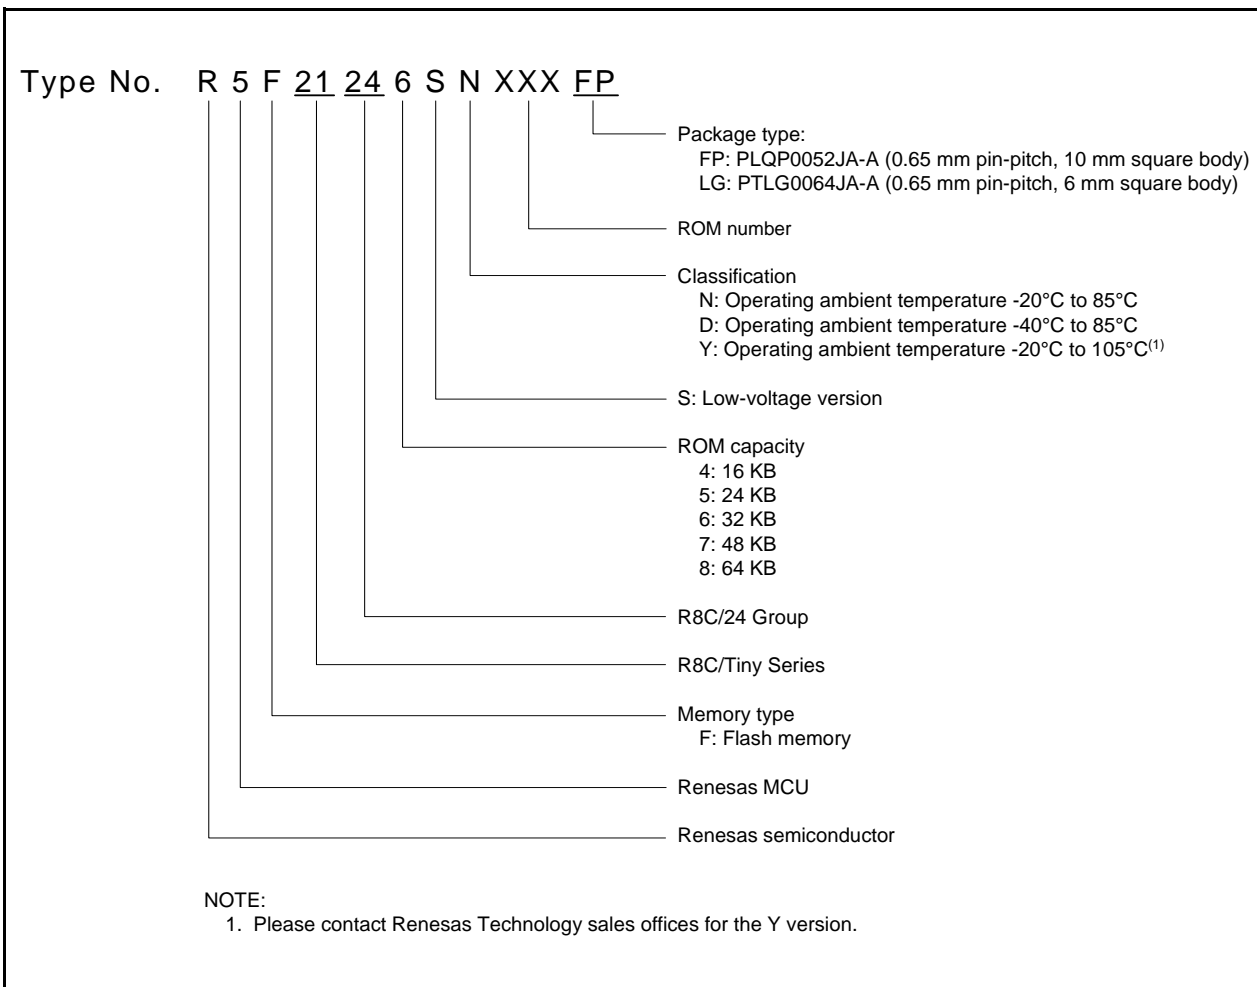 Type No. R 5 F 21 24 6 S N XXX FP
Package type:
FP: PLQP0052JA-A (0.65 mm pin-pitch, 10 mm square body)
LG: PTLG0064JA-A (0.65 mm pin-pitch, 6 mm square body)
ROM number
Classification
N: Operating ambient temperature -20°C to 85°C
D: Operating ambient temperature -40°C to 85°C
Y: Operating ambient temperature -20°C to 105°C(1)
S: Low-voltage version
ROM capacity
4: 16 KB
5: 24 KB
6: 32 KB
7: 48 KB
8: 64 KB
R8C/24 Group
R8C/Tiny Series
Memory type
F: Flash memory
Renesas MCU
Renesas semiconductor
NOTE:
1. Please contact Renesas Technology sales offices for the Y version.